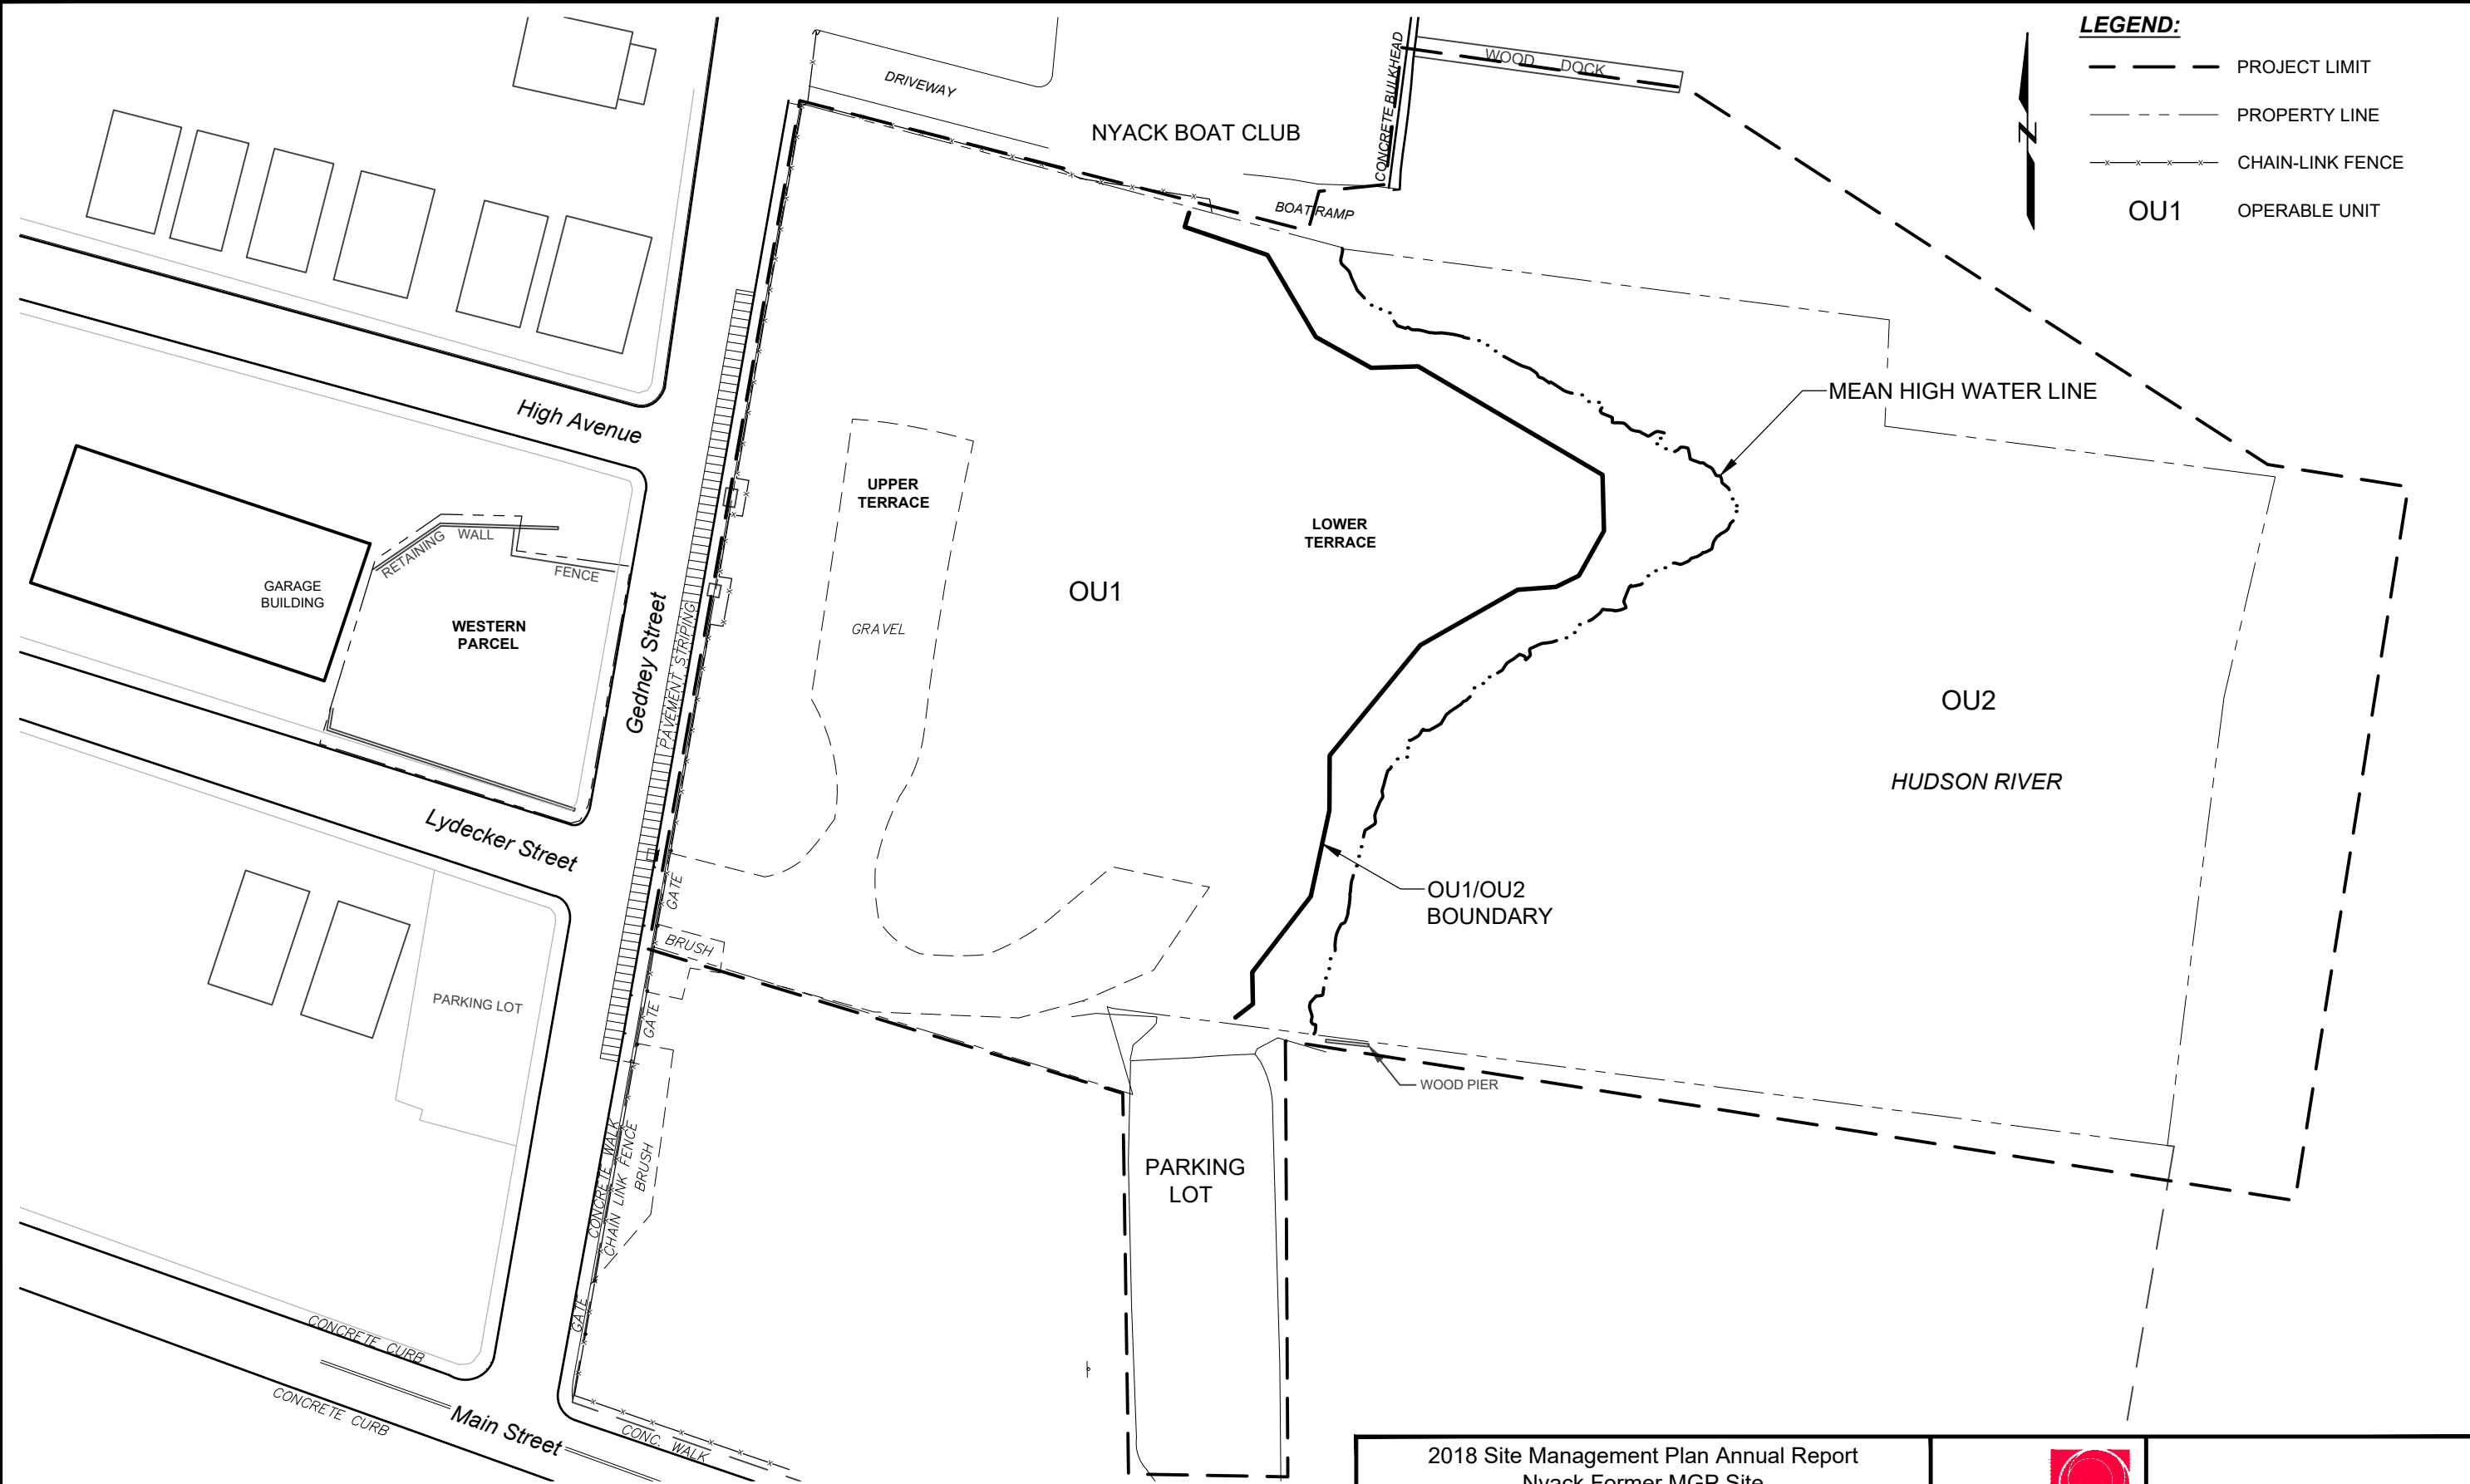 LEGEND:
PROJECT LIMIT
PROPERTY LINE
CHAIN-LINK FENCE
OU1 OPERABLE UNIT
N
DRIVEWAY
NYACK BOAT CLUB
CONCRETE BULKHEAD
WOOD DOCK
BOAT RAMP
High Avenue
MEAN HIGH WATER LINE
UPPER
TERRACE
LOWER
TERRACE
RETAINING WALL
FENCE
GARAGE
BUILDING
WESTERN
PARCEL
Gedney Street
PAVEMENT STRIPING
GRAVEL
OU1
OU2
HUDSON RIVER
Lydecker Street
GATE
OU1/OU2
BOUNDARY
BRUSH
PARKING LOT
GATE
WOOD PIER
CONCRETE WALK
CHAIN LINK FENCE
BRUSH
PARKING
LOT
GATE
CONCRETE CURB
CONCRETE CURB
Main Street
CONC. WALK
2018 Site Management Plan Annual Report
Nyack Former MGP Site